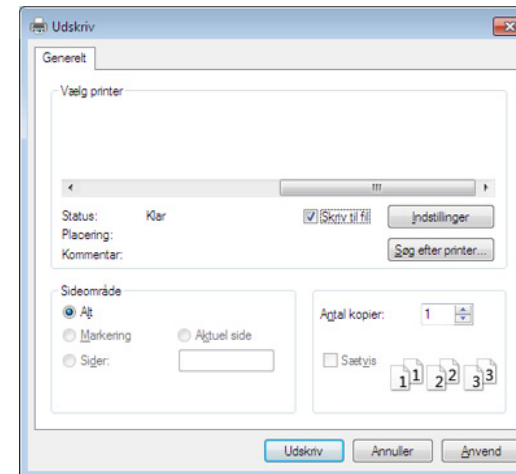 Udskriv
Generelt
Vælg printer
Status: Klar
Skriv til fil
Indstillinger
Placering:
Kommentar:
Søg efter printer...
Sideområde
Alt
Markering
Aktuel side
Sider:
Antal kopier: 1
Sætvis
1 1 2 2 3 3
Udskriv Annuller Anvend